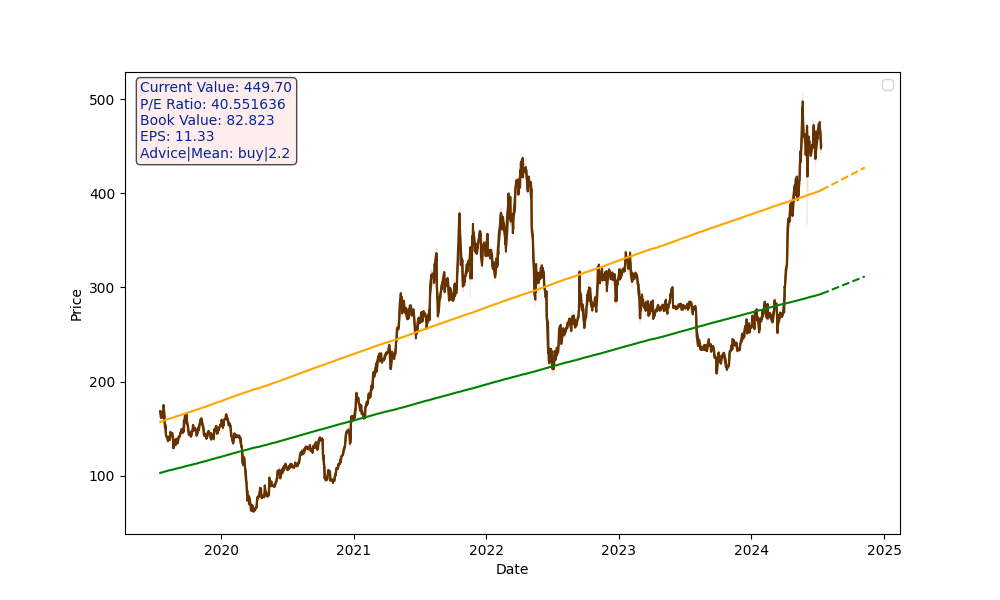 Current Value: 449.70
P/E Ratio: 40.551636
Book Value: 82.823
EPS: 11.33
Advice|Mean: buy|2.2
500
400
300
200
100
Price
2020 2021 2022 2023 2024 2025
Date